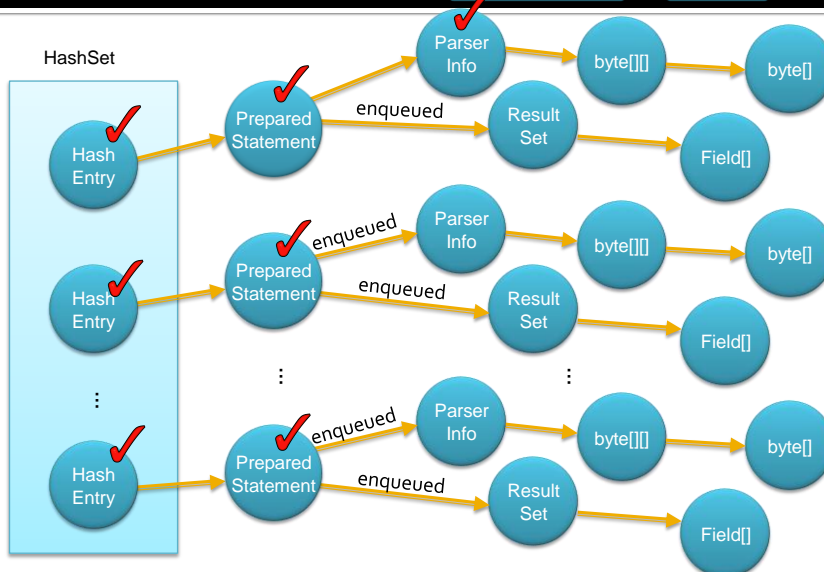 HashSet
Parser
Info
byte[][]
byte[]
Prepared
Statement
enqueued
Result
Set
Field[]
Hash
Entry
Parser
Info
byte[][]
byte[]
Prepared
Statement
enqueued
enqueued
Result
Set
Field[]
Hash
Entry
⋮
⋮
⋮
Parser
Info
byte[][]
byte[]
Prepared
Statement
enqueued
enqueued
Result
Set
Field[]
Hash
Entry